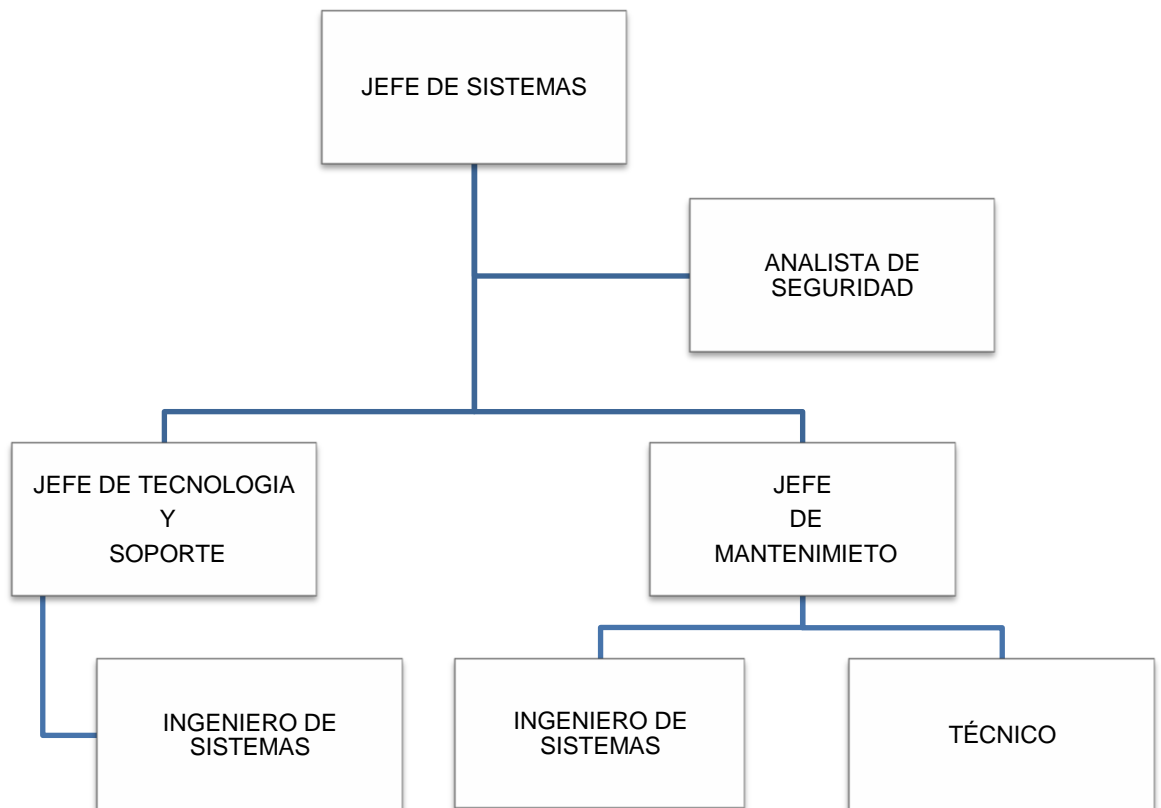 JEFE DE SISTEMAS
ANALISTA DE
SEGURIDAD
JEFE DE TECNOLOGIA
Y
SOPORTE
JEFE
DE
MANTENIMIETO
INGENIERO DE
SISTEMAS
INGENIERO DE
SISTEMAS
TÉCNICO